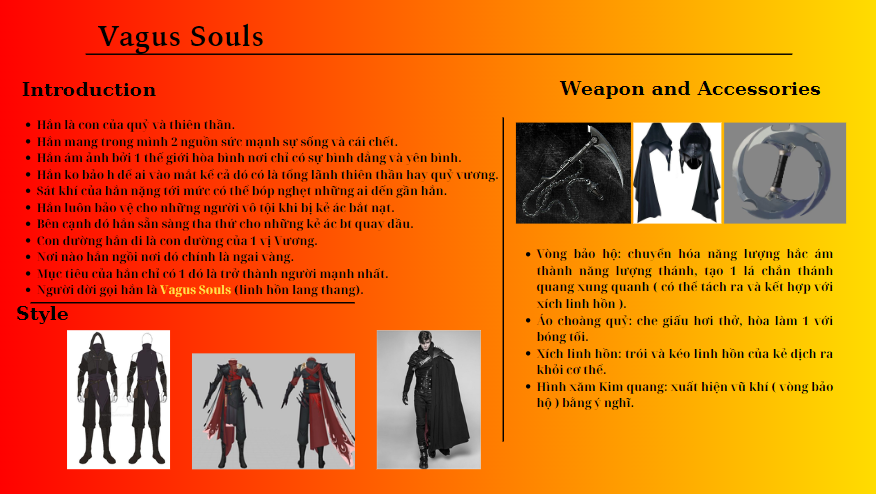 Vagus Souls
Introduction
Hắn là con của quỷ và thiên thần.
Hắn mang trong mình 2 nguồn sức mạnh sự sống và cái chết.
Hắn ám ảnh bởi 1 thế giới hòa bình nơi chỉ có sự bình đẳng và yên bình.
Hắn ko bảo h để ai vào mắt kể cả đó có là tổng lãnh thiên thần hay quỷ vương.
Sát khí của hắn nặng tới mức có thể bóp nghẹt những ai đến gần hắn.
Hắn luôn bảo vệ cho những người vô tội khi bị kẻ ác bắt nạt.
Bên cạnh đó hắn sẵn sàng tha thứ cho những kẻ ác bt quay đầu.
Con đường hắn đi là con đường của 1 vị Vương.
Nơi nào hắn ngồi nơi đó chính là ngai vàng.
Mục tiêu của hắn chỉ có 1 đó là trở thành người mạnh nhất.
Người đời gọi hắn là Vagus Souls (linh hồn lang thang).
Style
Weapon and Accessories
Vòng bảo hộ: chuyển hóa năng lượng hắc ám
thành năng lượng thánh, tạo 1 lá chắn thánh
quang xung quanh ( có thể tách ra và kết hợp với
xích linh hồn ).
Áo choàng quỷ: che giấu hơi thở, hòa làm 1 với
bóng tối.
Xích linh hồn: trói và kéo linh hồn của kẻ địch ra
khỏi cơ thể.
Hình xăm Kim quang: xuất hiện vũ khí ( vòng bảo
hộ ) bằng ý nghĩ.